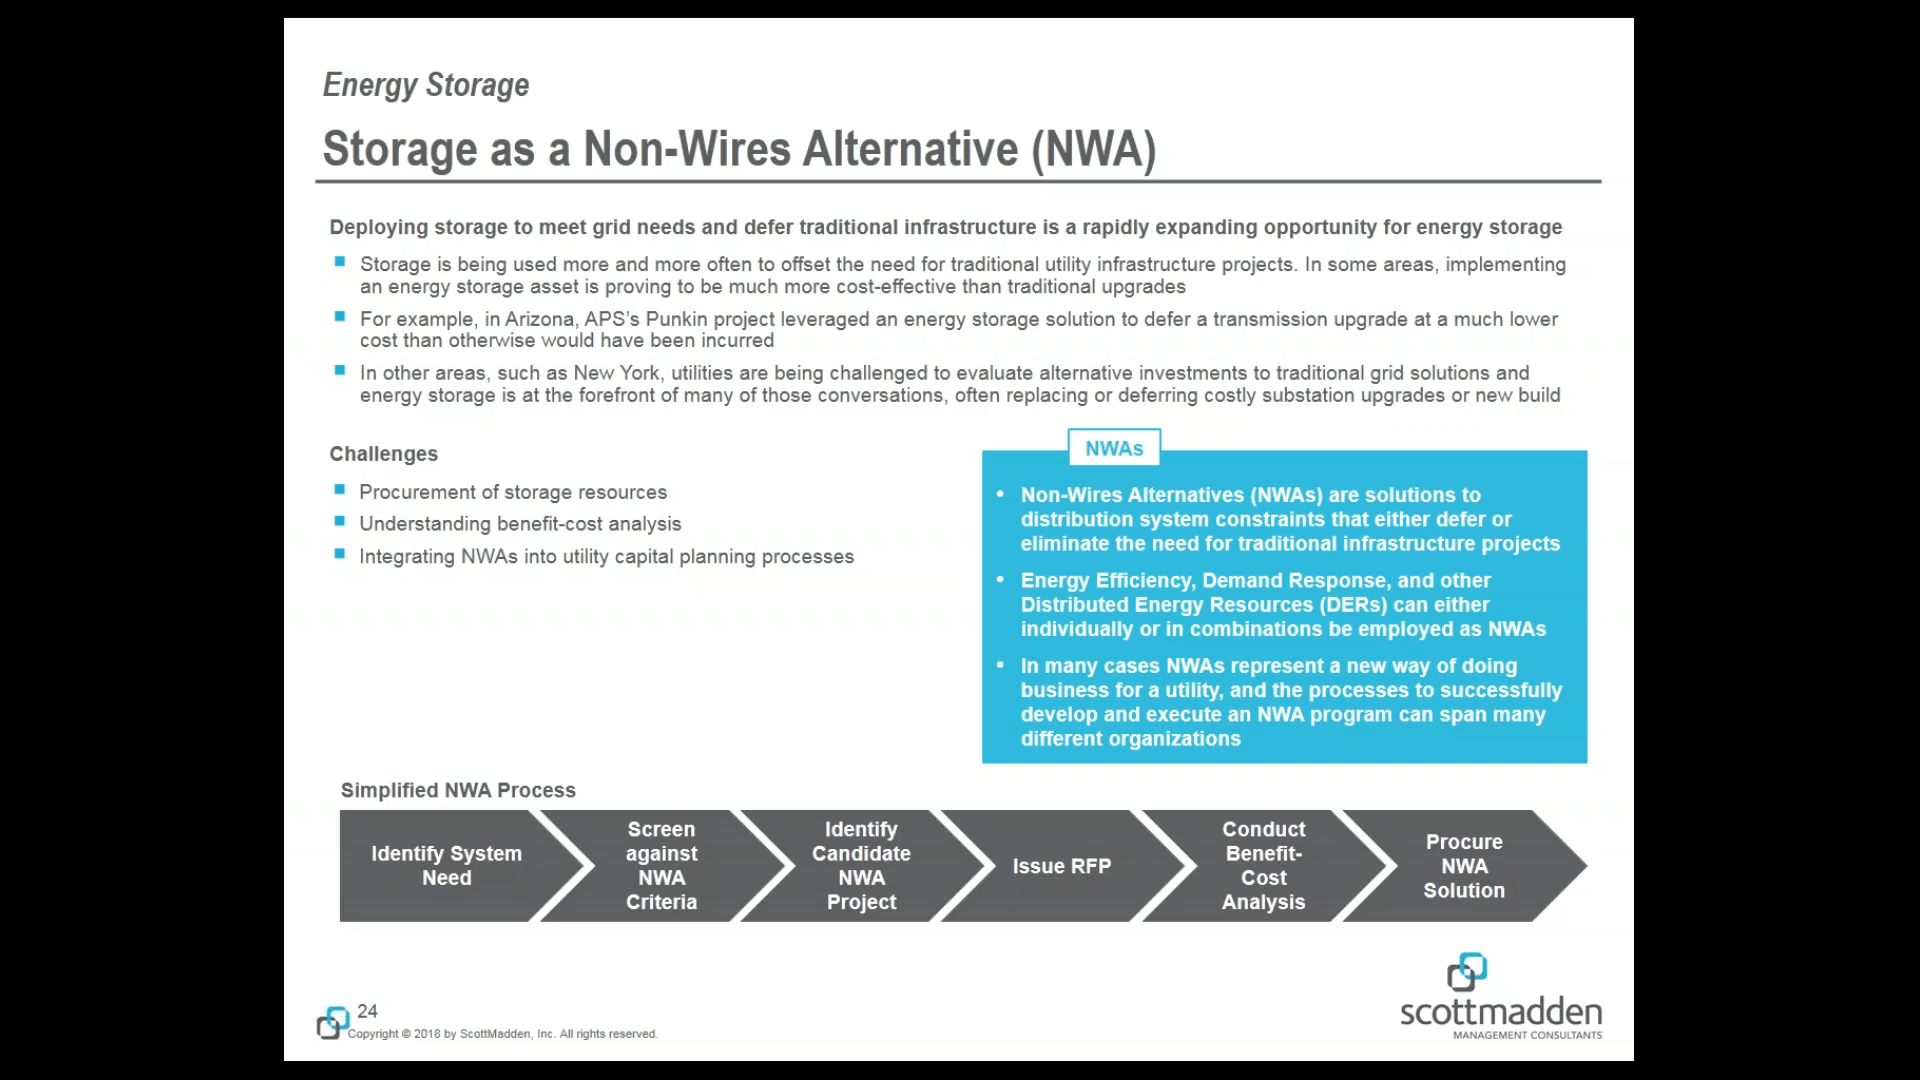 Energy Storage
Storage as a Non-Wires Alternative (NWA)
Deploying storage to meet grid needs and defer traditional infrastructure is a rapidly expanding opportunity for energy storage
Storage is being used more and more often to offset the need for traditional utility infrastructure projects. In some areas, implementing
an energy storage asset is proving to be much more cost-effective than traditional upgrades
For example, in Arizona, APS's Punkin project leveraged an energy storage solution to defer a transmission upgrade at a much lower
cost than otherwise would have been incurred
In other areas, such as New York, utilities are being challenged to evaluate alternative investments to traditional grid solutions and
energy storage is at the forefront of many of those conversations, often replacing or deferring costly substation upgrades or new build
Challenges
Procurement of storage resources
Understanding benefit-cost analysis
Integrating NWAs into utility capital planning processes
NWAs
• Non-Wires Alternatives (NWAs) are solutions to
distribution system constraints that either defer or
eliminate the need for traditional infrastructure projects
• Energy Efficiency, Demand Response, and other
Distributed Energy Resources (DERs) can either
individually or in combinations be employed as NWAs
• In many cases NWAs represent a new way of doing
business for a utility, and the processes to successfully
develop and execute an NWA program can span many
different organizations
Simplified NWA Process
Identify System
Need
Screen
against
NWA
Criteria
Identify
Candidate
NWA
Project
Issue RFP
Conduct
Benefit-
Cost
Analysis
Procure
NWA
Solution
24
Copyright © 2018 by ScottMadden, Inc. All rights reserved.
scottmadden
MANAGEMENT CONSULTANTS